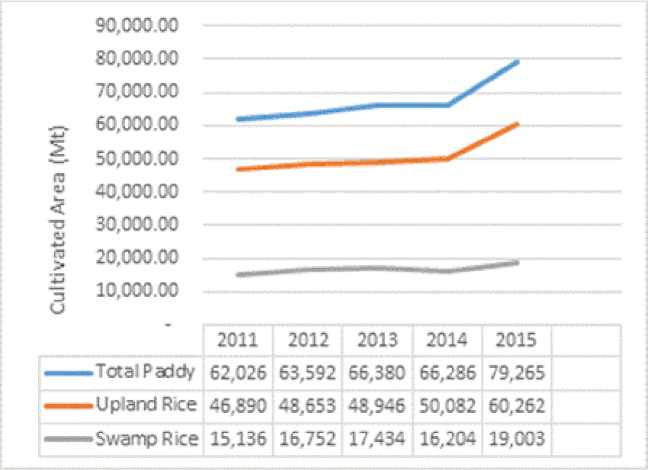 90,000.00
80,000.00
70,000.00
60,000.00
50,000.00
40,000.00
30,000.00
20,000.00
10,000.00
-
Cultivated Area (Mt)
2011 2012 2013 2014 2015
Total Paddy 62,026 63,592 66,380 66,286 79,265
Upland Rice 46,890 48,653 48,946 50,082 60,262
Swamp Rice 15,136 16,752 17,434 16,204 19,003